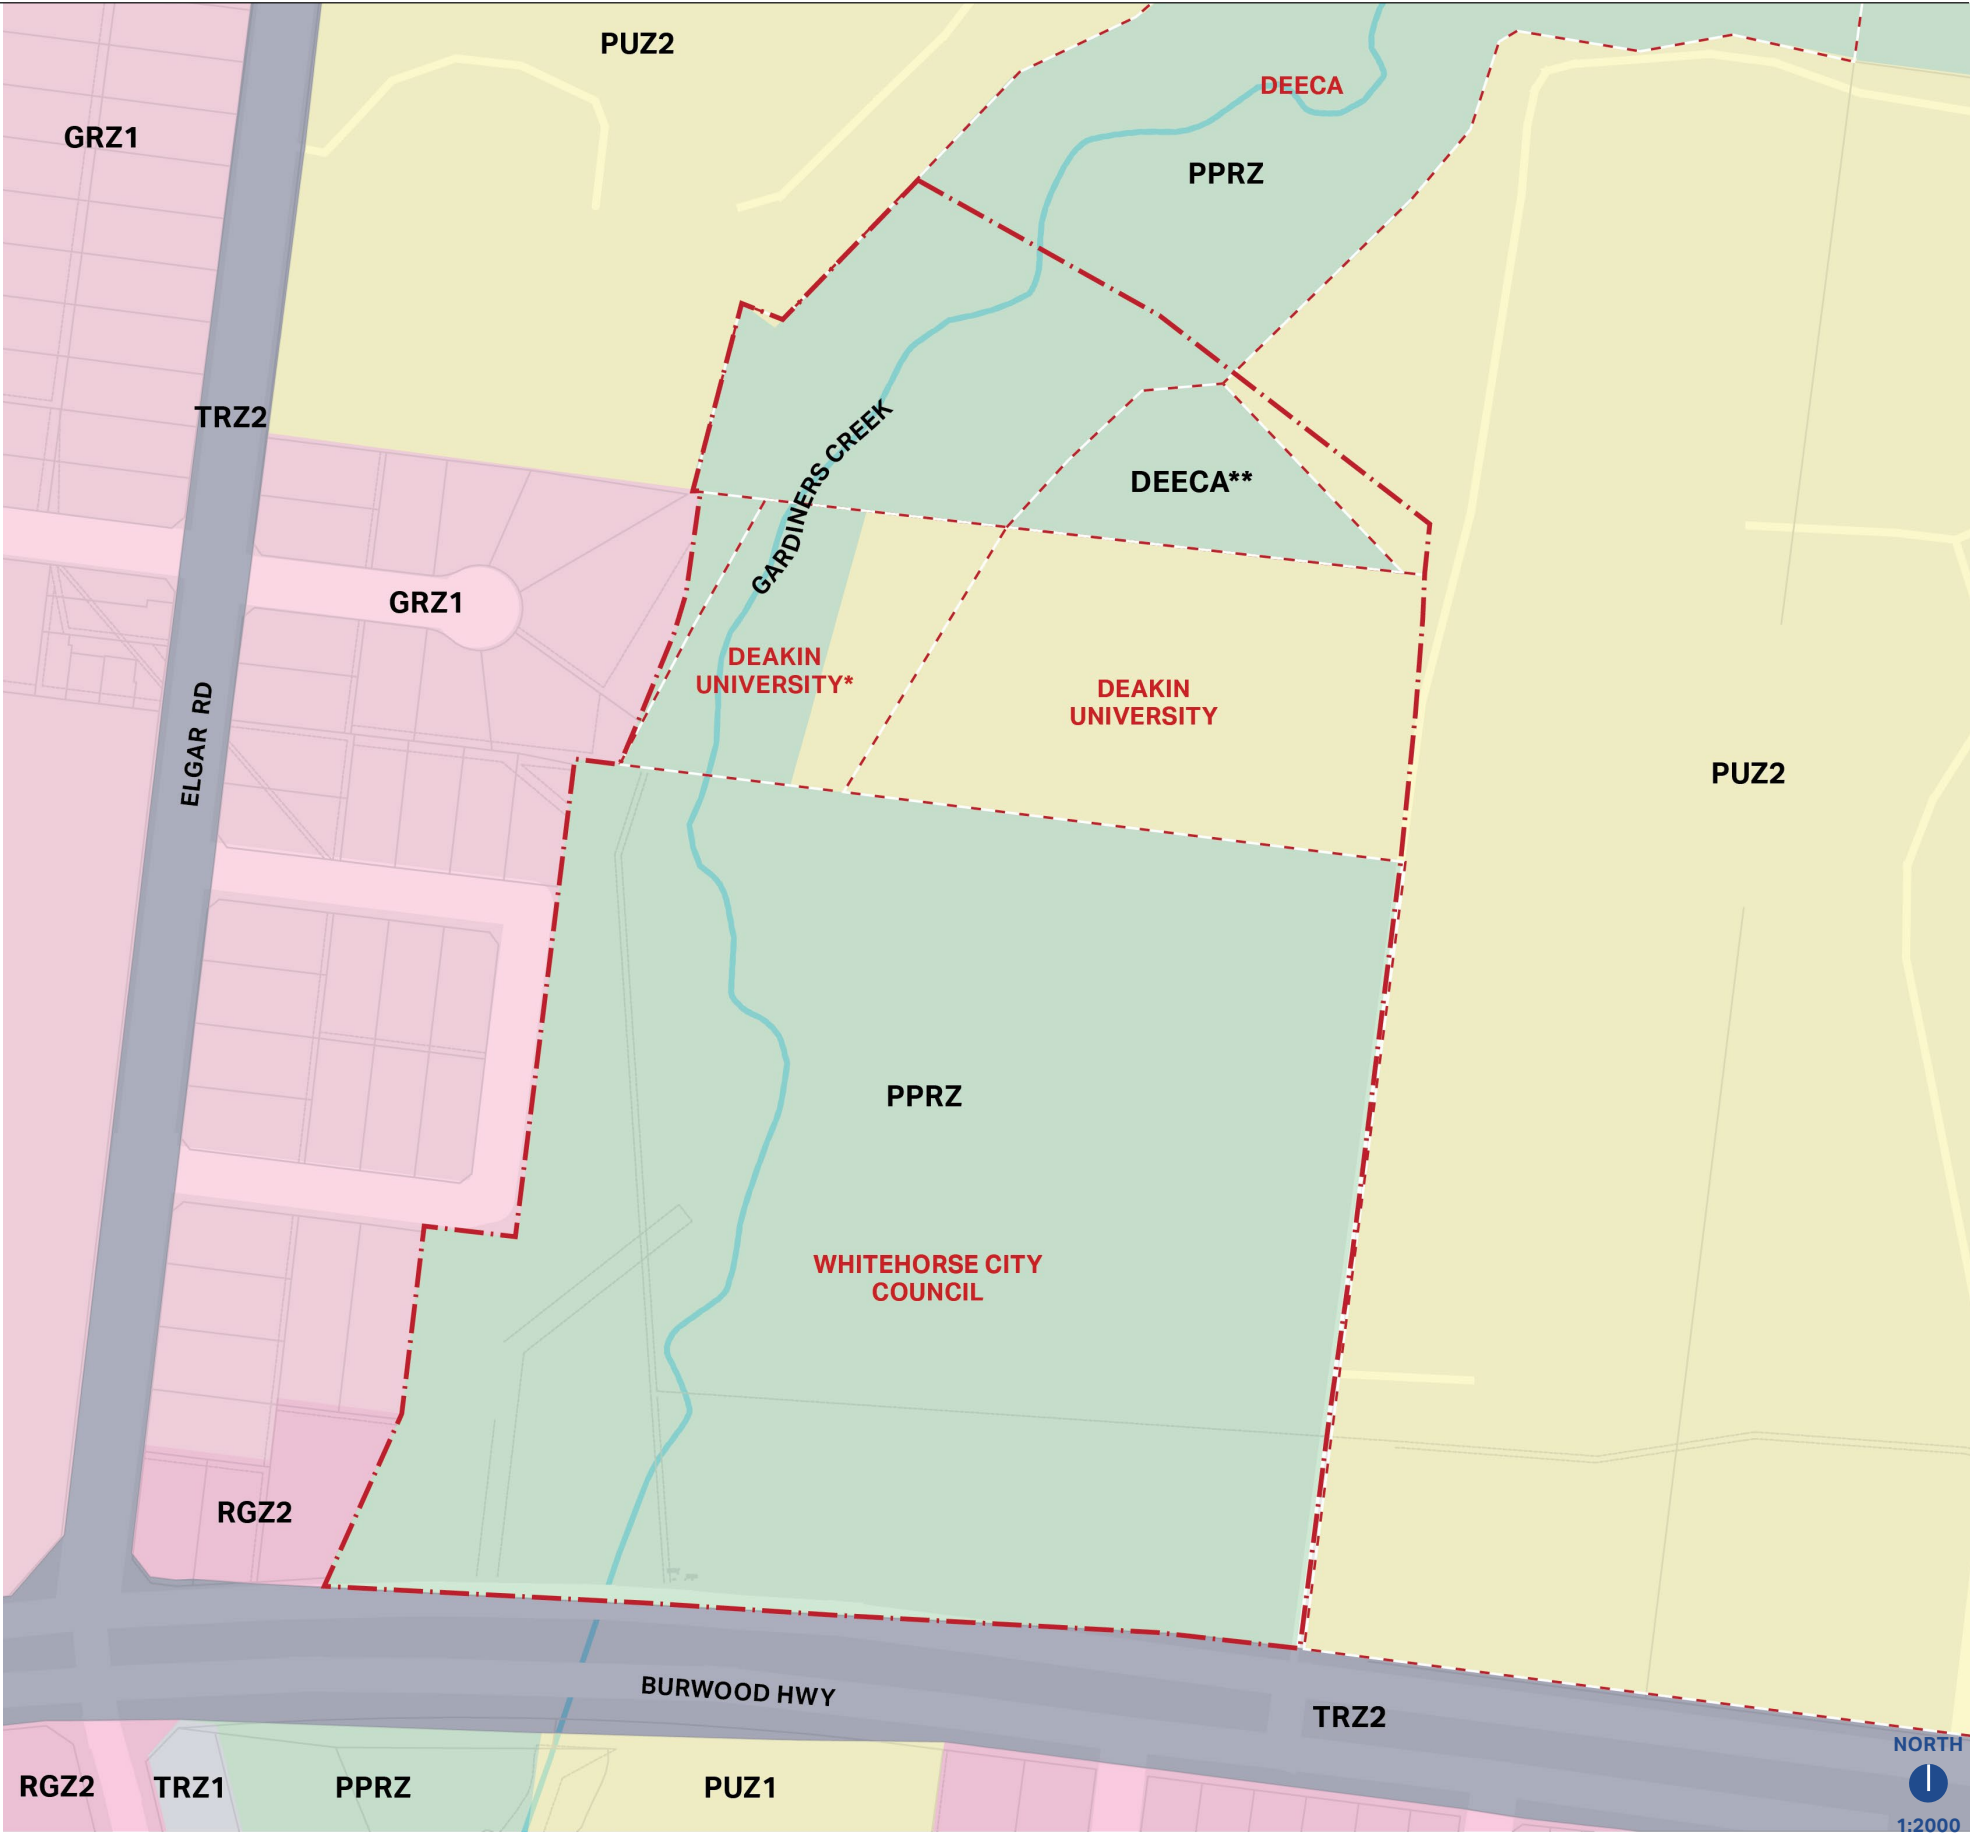 PUZ2
DEECA
GRZ1
PPRZ
TRZ2
GARDINERS CREEK
DEECA**
GRZ1
DEAKIN
UNIVERSITY*
DEAKIN
UNIVERSITY
ELGAR RD
PUZ2
PPRZ
WHITEHORSE CITY
COUNCIL
RGZ2
BURWOOD HWY
TRZ2
NORTH
RGZ2
TRZ1
PPRZ
PUZ1
1:2000